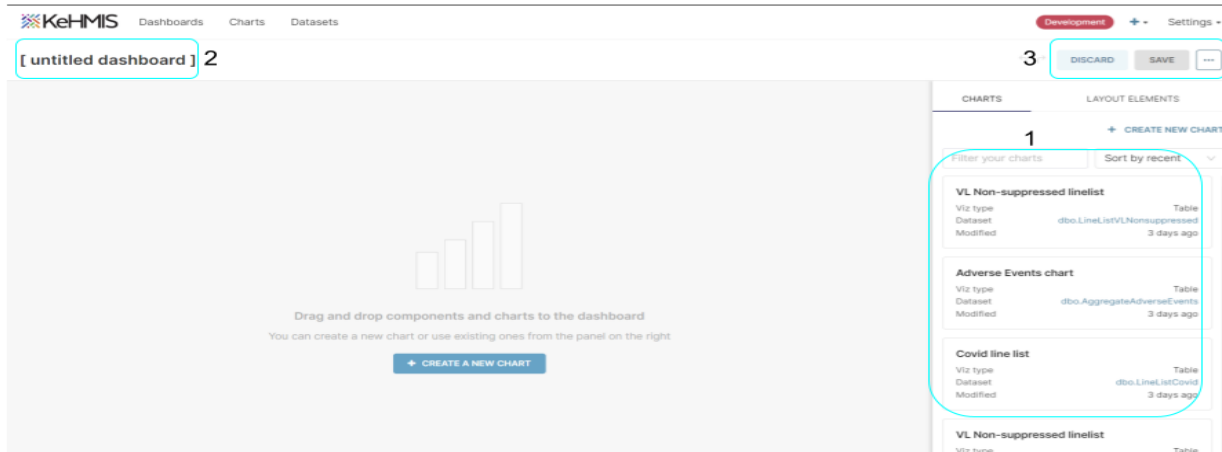 KeHMIS Dashboards Charts Datasets Development + Settings
[ untitled dashboard ] 2 3 DISCARD SAVE ...
CHARTS LAYOUT ELEMENTS
1 + CREATE NEW CHART
Filter your charts Sort by recent
VL Non-suppressed linelist
Viz type Table
Dataset dbo.LineListVLNonsuppressed
Modified 3 days ago
Adverse Events chart
Viz type Table
Dataset dbo.AggregateAdverseEvents
Modified 3 days ago
Covid line list
Viz type Table
Dataset dbo.LineListCovid
Modified 3 days ago
VL Non-suppressed linelist
Viz type Table
Drag and drop components and charts to the dashboard
You can create a new chart or use existing ones from the panel on the right
+ CREATE A NEW CHART